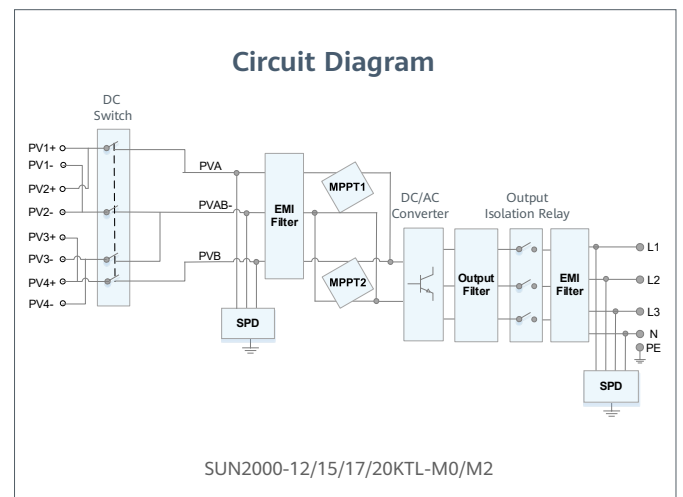 Circuit Diagram
DC
Switch
PV1+
PV1-
PV2+
PV2-
PV3+
PV3-
PV4+
PV4-
PVA
PVAB-
PVB
EMI
Filter
SPD
MPPT1
MPPT2
DC/AC
Converter
Output
Filter
Output
Isolation Relay
EMI
Filter
L1
L2
L3
N
PE
SPD
SUN2000-12/15/17/20KTL-M0/M2